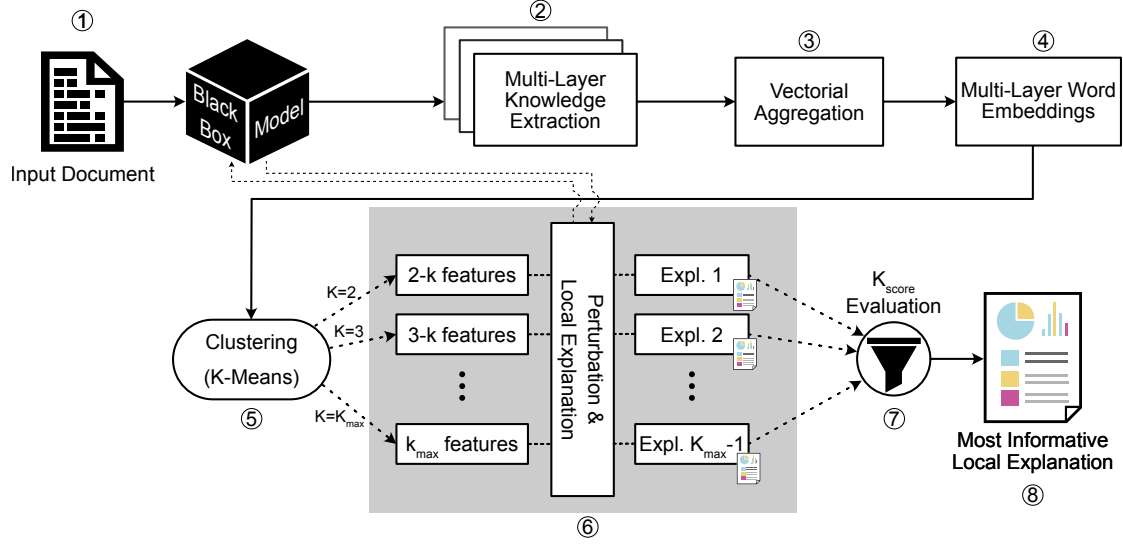 ①
Input Document
Black
Box
Model
②
Multi-Layer
Knowledge
Extraction
③
Vectorial
Aggregation
④
Multi-Layer Word
Embeddings
Clustering
(K-Means)
⑤
K=2
K=3
K=Kmax
2-k features
3-k features
kmax features
Perturbation &
Local Explanation
Expl. 1
Expl. 2
Expl. Kmax-1
⑥
Kscore
Evaluation
⑦
Most Informative
Local Explanation
⑧